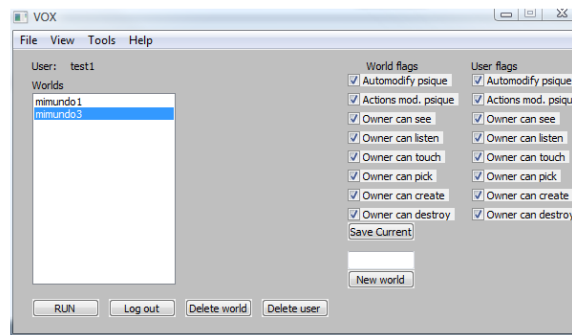 VOX
File View Tools Help
User: test1
Worlds
mimundo1
mimundo3
World flags
Automodify psique
Actions mod. psique
Owner can see
Owner can listen
Owner can touch
Owner can pick
Owner can create
Owner can destroy
Save Current
New world
User flags
Automodify psique
Actions mod. psiqu
Owner can see
Owner can listen
Owner can touch
Owner can pick
Owner can create
Owner can destroy
RUN Log out Delete world Delete user